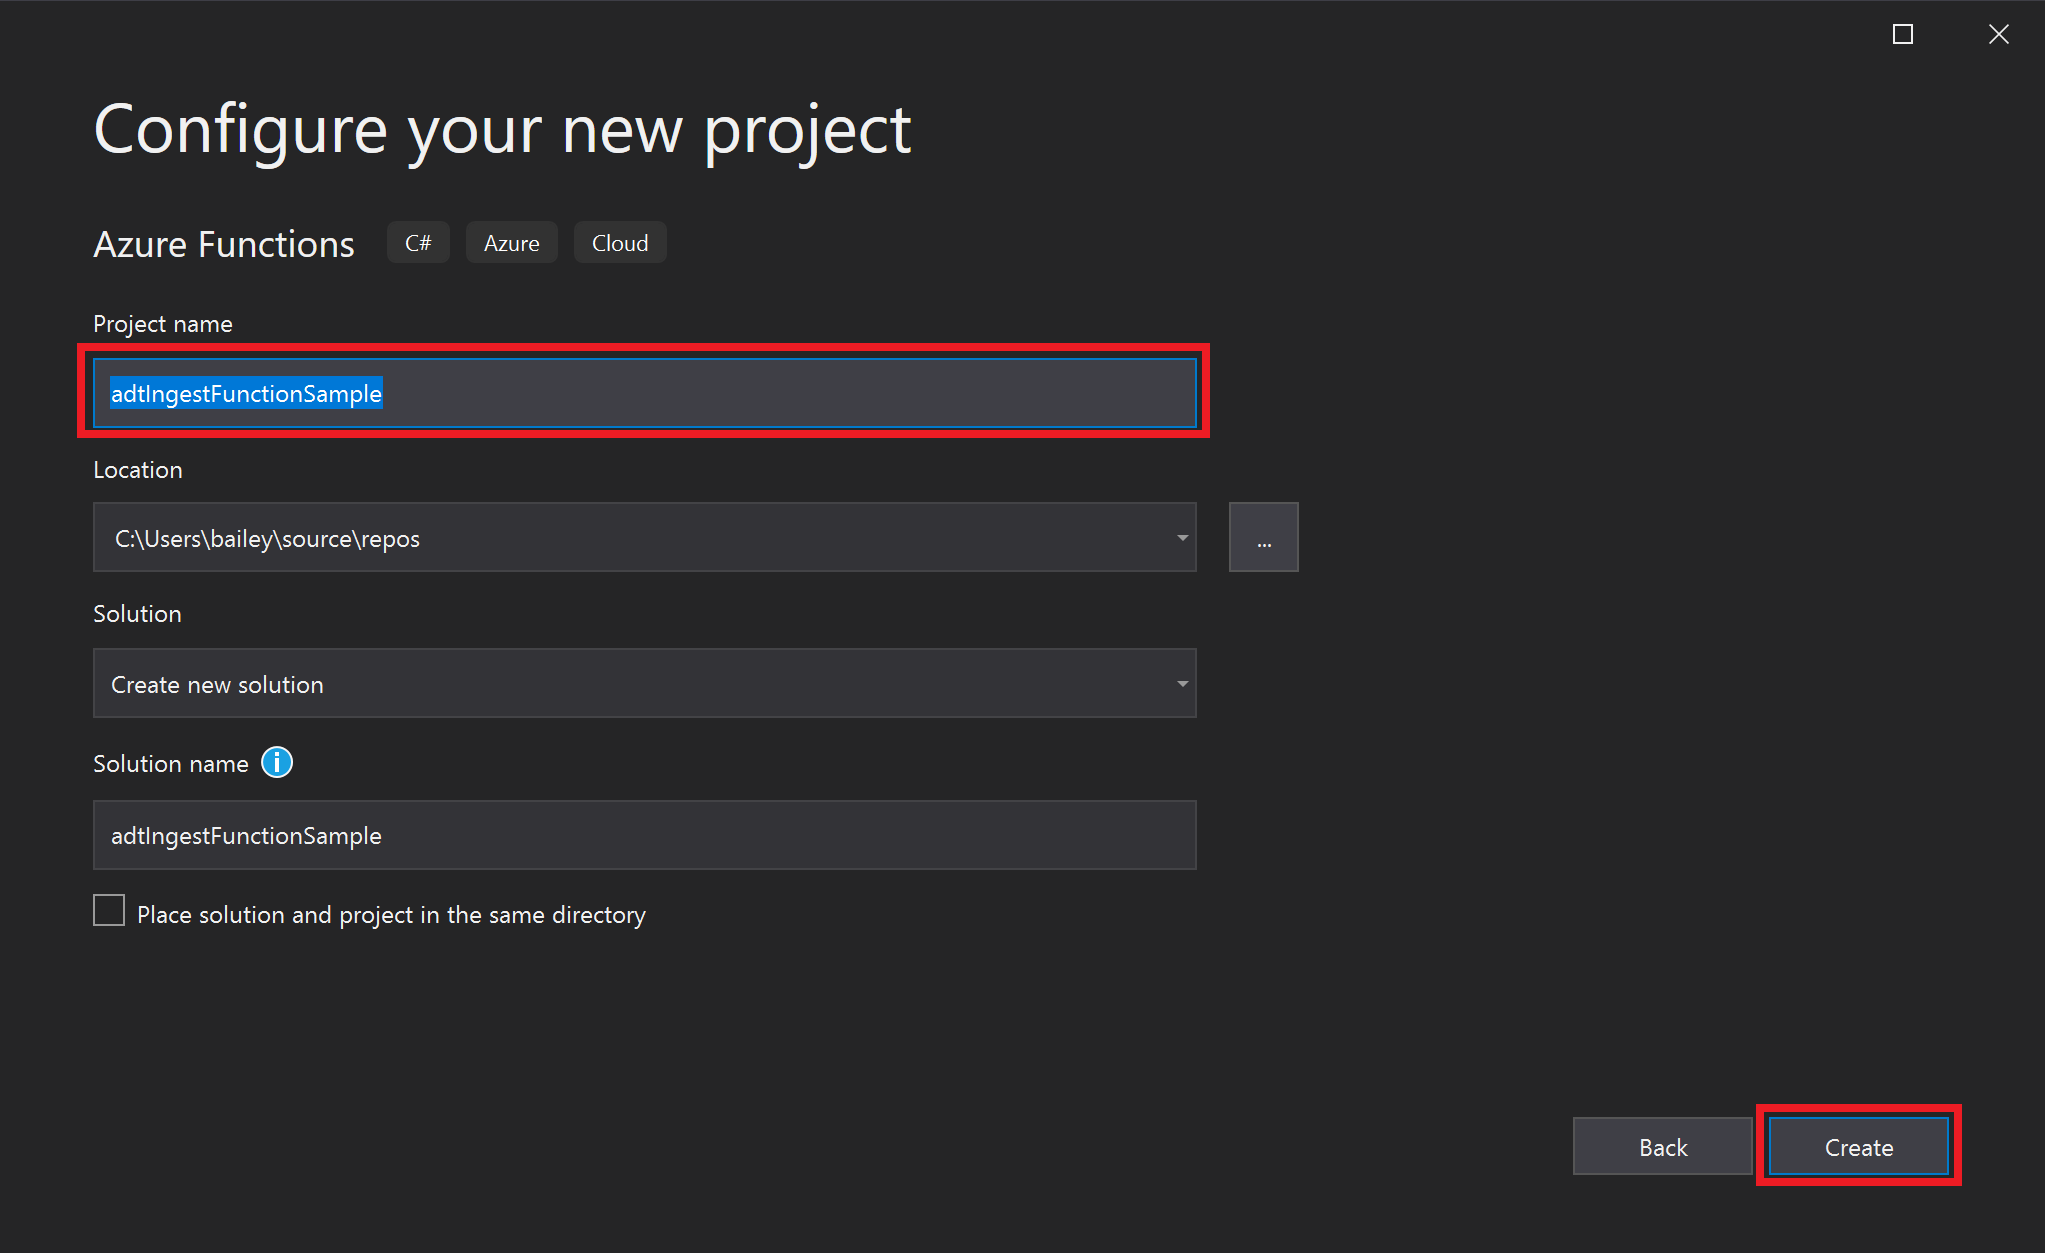 Configure your new project
Azure Functions C# Azure Cloud
Project name
adtIngestFunctionSample
Location
C:\Users\bailey\source\repos
...
Solution
Create new solution
Solution name
adtIngestFunctionSample
Place solution and project in the same directory
Back Create